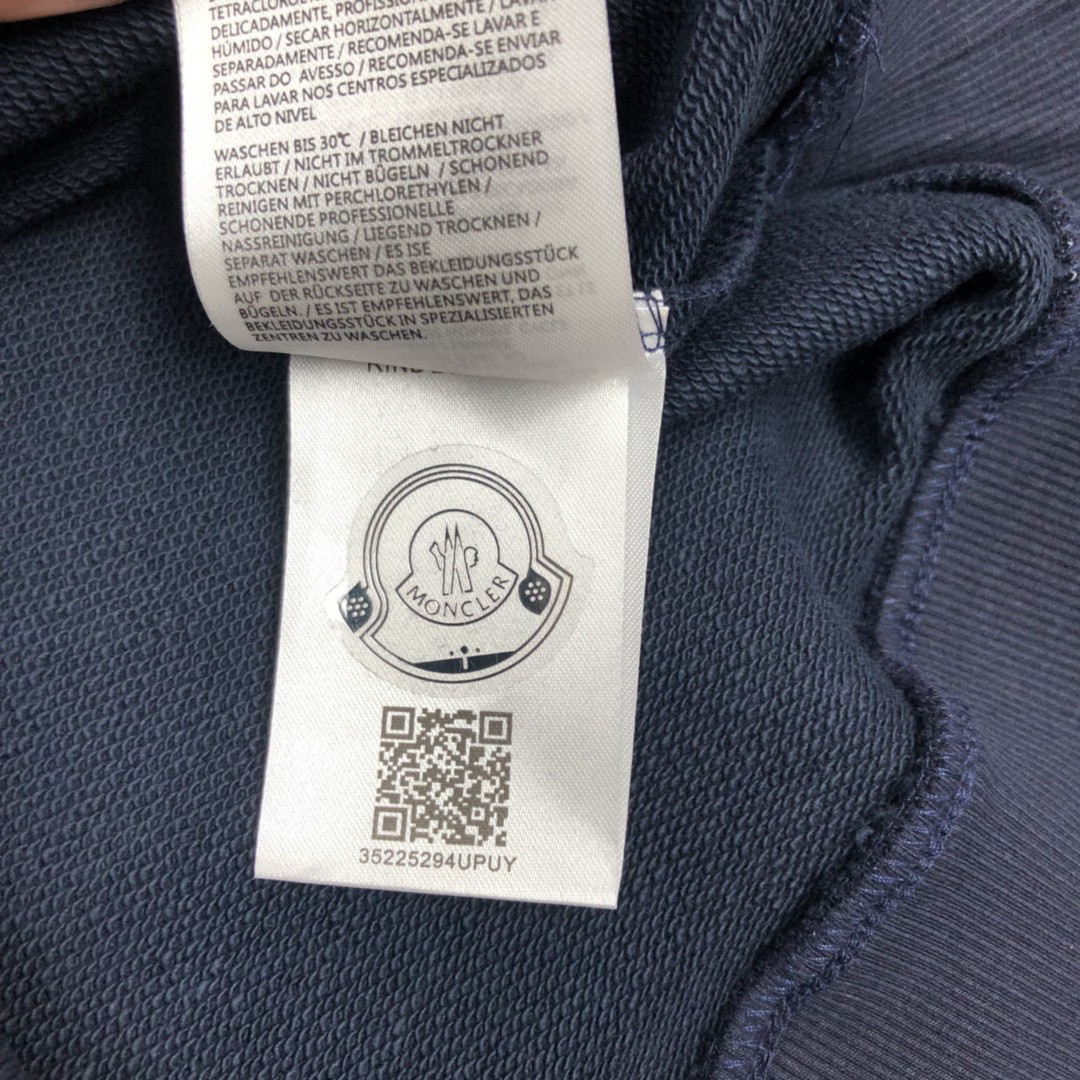 DELICADAMENTE, PROFISSIONA
HÚMIDO / SECAR HORIZONTALMENTE / LAVAR
SEPARADAMENTE / RECOMENDA-SE LAVAR E
PASSAR DO AVESSO / RECOMENDA-SE ENVIAR
PARA LAVAR NOS CENTROS ESPECIALIZADOS
DE ALTO NIVEL
WASCHEN BIS 30℃ / BLEICHEN NICHT
ERLAUBT / NICHT IM TROMMELTROCKNER
TROCKNEN / NICHT BÜGELN / SCHONEND
REINIGEN MIT PERCHLORETHYLEN /
SCHONENDE PROFESSIONELLE
NASSREINIGUNG / LIEGEND TROCKNEN /
SEPARAT WASCHEN / ES ISE
EMPFEHLENSWERT DAS BEKLEIDUNGSSTÜCK
AUF DER RÜCKSEITE ZU WASCHEN UND
BÜGELN. / ES IST EMPFEHLENSWERT, DAS
BEKLEIDUNGSSTÜCK IN SPEZIALISIERTEN
ZENTREN ZU WASCHEN.
MONCLER
35225294UPUY